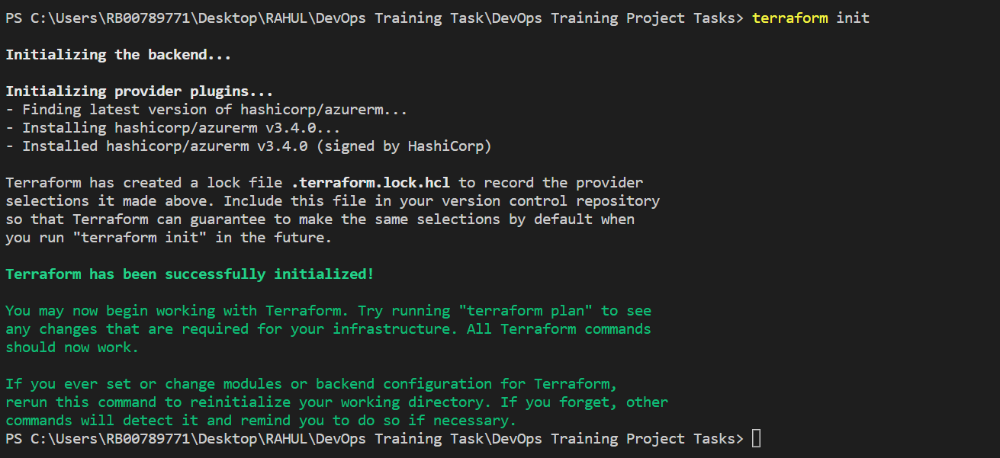 PS C:\Users\RB00789771\Desktop\RAHUL\DevOps Training Task\DevOps Training Project Tasks> terraform init
Initializing the backend...
Initializing provider plugins...
- Finding latest version of hashicorp/azurerm...
- Installing hashicorp/azurerm v3.4.0...
- Installed hashicorp/azurerm v3.4.0 (signed by HashiCorp)
Terraform has created a lock file .terraform.lock.hcl to record the provider
selections it made above. Include this file in your version control repository
so that Terraform can guarantee to make the same selections by default when
you run "terraform init" in the future.
Terraform has been successfully initialized!
You may now begin working with Terraform. Try running "terraform plan" to see
any changes that are required for your infrastructure. All Terraform commands
should now work.
If you ever set or change modules or backend configuration for Terraform,
rerun this command to reinitialize your working directory. If you forget, other
commands will detect it and remind you to do so if necessary.
PS C:\Users\RB00789771\Desktop\RAHUL\DevOps Training Task\DevOps Training Project Tasks>